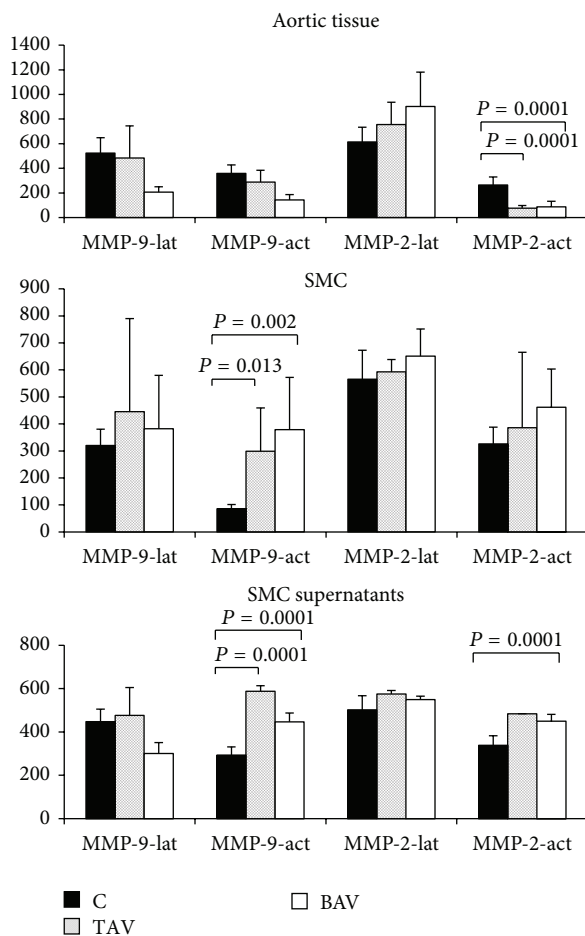 Aortic tissue
1400
1200
1000
800
600
400
200
0
P = 0.0001
P = 0.0001
MMP-9-lat MMP-9-act MMP-2-lat MMP-2-act
SMC
900
800
700
600
500
400
300
200
100
0
P = 0.002
P = 0.013
MMP-9-lat MMP-9-act MMP-2-lat MMP-2-act
SMC supernatants
800
600
400
200
0
P = 0.0001
P = 0.0001
P = 0.0001
MMP-9-lat MMP-9-act MMP-2-lat MMP-2-act
C BAV
TAV